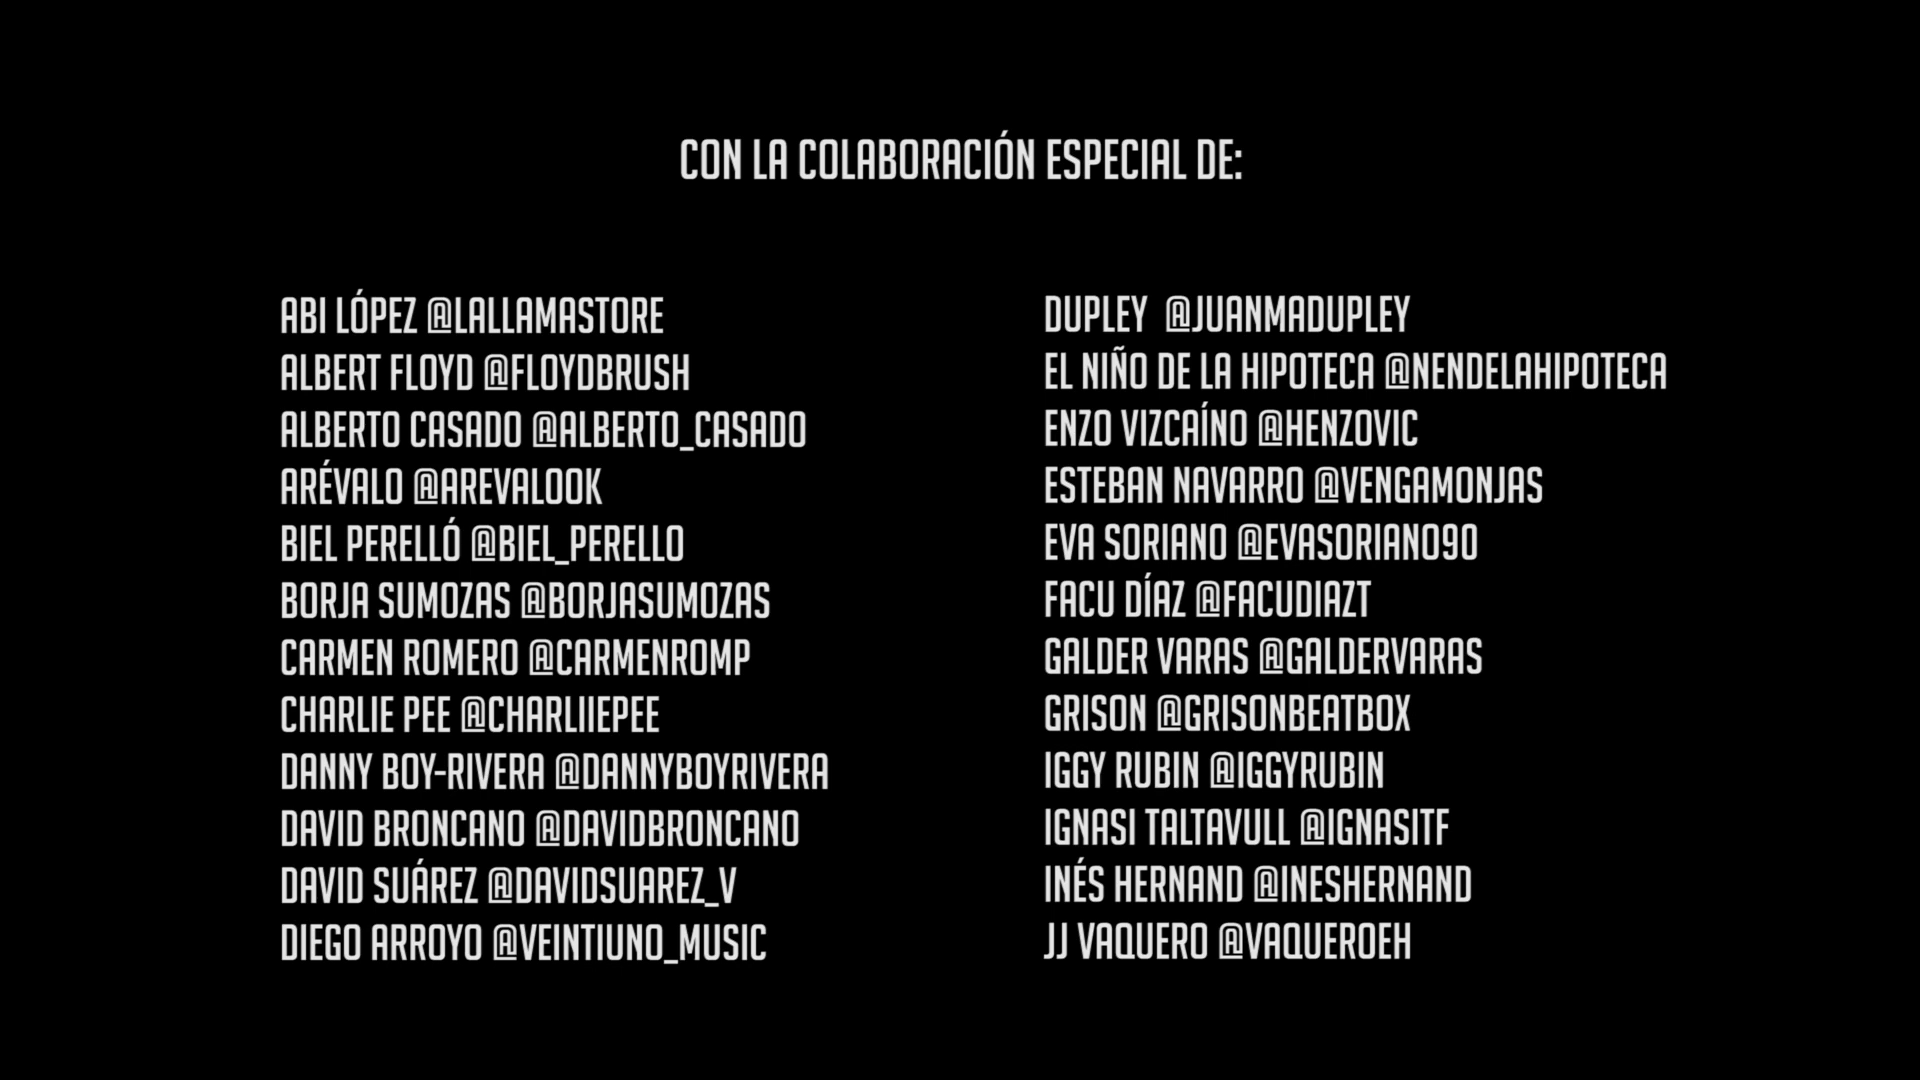 CON LA COLABORACIÓN ESPECIAL DE:
ABI LÓPEZ @LALLAMASTORE
ALBERT FLOYD @FLOYDBRUSH
ALBERTO CASADO @ALBERTO_CASADO
ARÉVALO @AREVALOOK
BIEL PERELLÓ @BIEL_PERELLO
BORJA SUMOZAS @BORJASUMOZAS
CARMEN ROMERO @CARMENROMP
CHARLIE PEE @CHARLIIEPEE
DANNY BOY-RIVERA @DANNYBOYRIVERA
DAVID BRONCANO @DAVIDBRONCANO
DAVID SUÁREZ @DAVIDSUAREZ_V
DIEGO ARROYO @VEINTIUNO_MUSIC
DUPLEY @JUANMADUPLEY
EL NIÑO DE LA HIPOTECA @NENDELAHIPOTECA
ENZO VIZCAÍNO @HENZOVIC
ESTEBAN NAVARRO @VENGAMONJAS
EVA SORIANO @EVASORIANO90
FACU DÍAZ @FACUDIAZT
GALDER VARAS @GALDERVARAS
GRISON @GRISONBEATBOX
IGGY RUBIN @IGGYRUBIN
IGNASI TALTAVULL @IGNASITF
INÉS HERNAND @INESHERNAND
JJ VAQUERO @VAQUEROEH